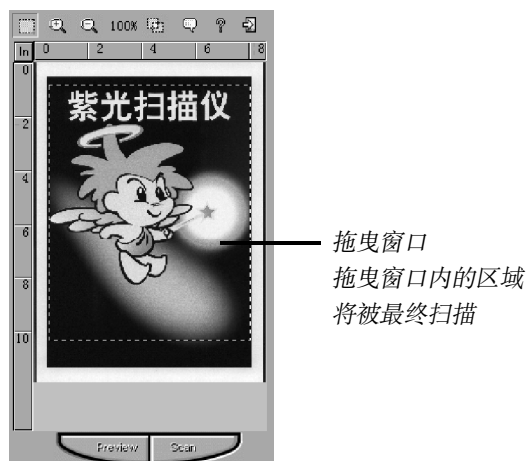 100%
In 0 2 4 6 8
0
2
4
6
8
10
紫光扫描仪
拖曳窗口
拖曳窗口内的区域
将被最终扫描
Preview Scan